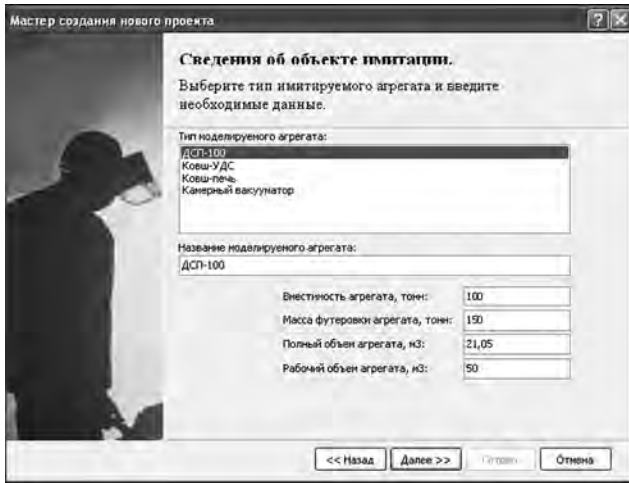 Мастер создания нового проекта
Сведения об объекте имитации.
Выберите тип имитируемого агрегата и введите
необходимые данные.
Тип моделируемого агрегата:
ДСП-100
Ковш-УДС
Ковш-печь
Камерный вакууматор
Название моделируемого агрегата:
ДСП-100
Вместимость агрегата, тонн: 100
Масса футеровки агрегата, тонн: 150
Полный объем агрегата, м3: 21,05
Рабочий объем агрегата, м3: 50
<< Назад Далее >> Готово Отмена